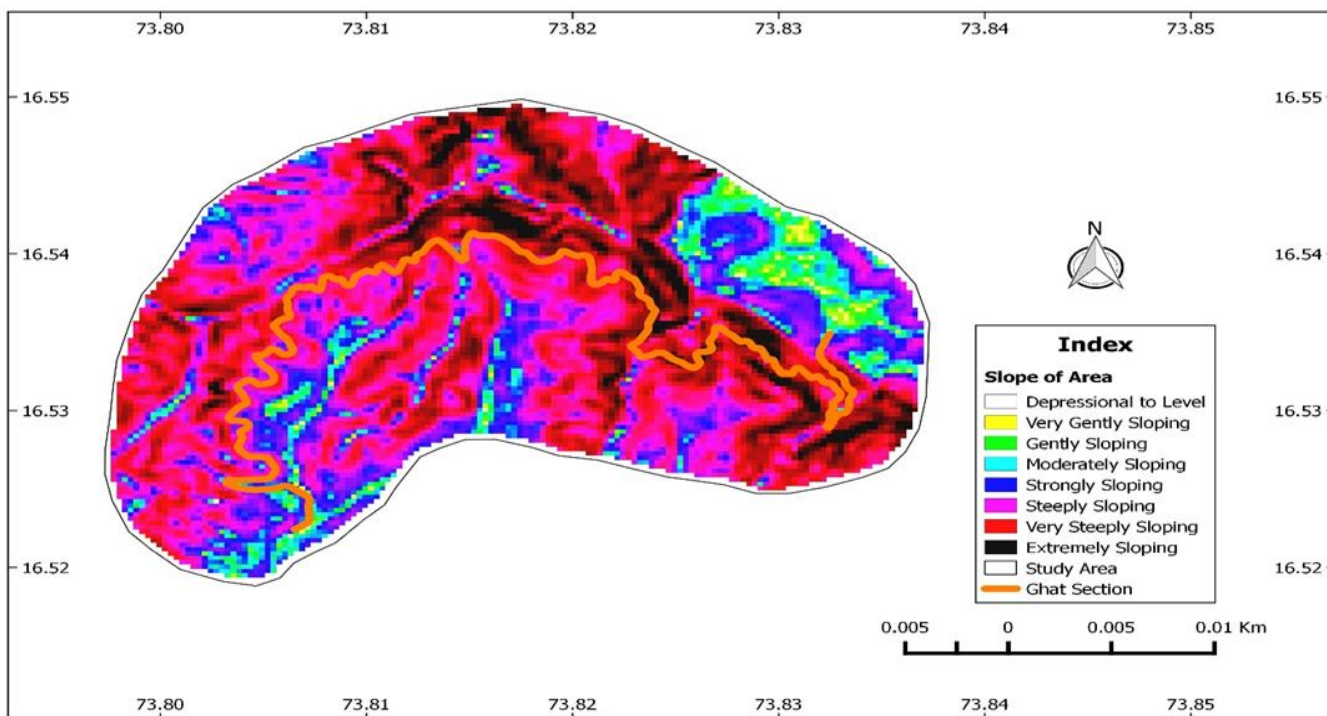 73.80 73.81 73.82 73.83 73.84 73.85
16.55 16.55
16.54 16.54
N
16.53 16.53
16.52 16.52
Index
Slope of Area
Depressional to Level
Very Gently Sloping
Gently Sloping
Moderately Sloping
Strongly Sloping
Steeply Sloping
Very Steeply Sloping
Extremely Sloping
Study Area
Ghat Section
0.005 0 0.005 0.01 Km
73.80 73.81 73.82 73.83 73.84 73.85